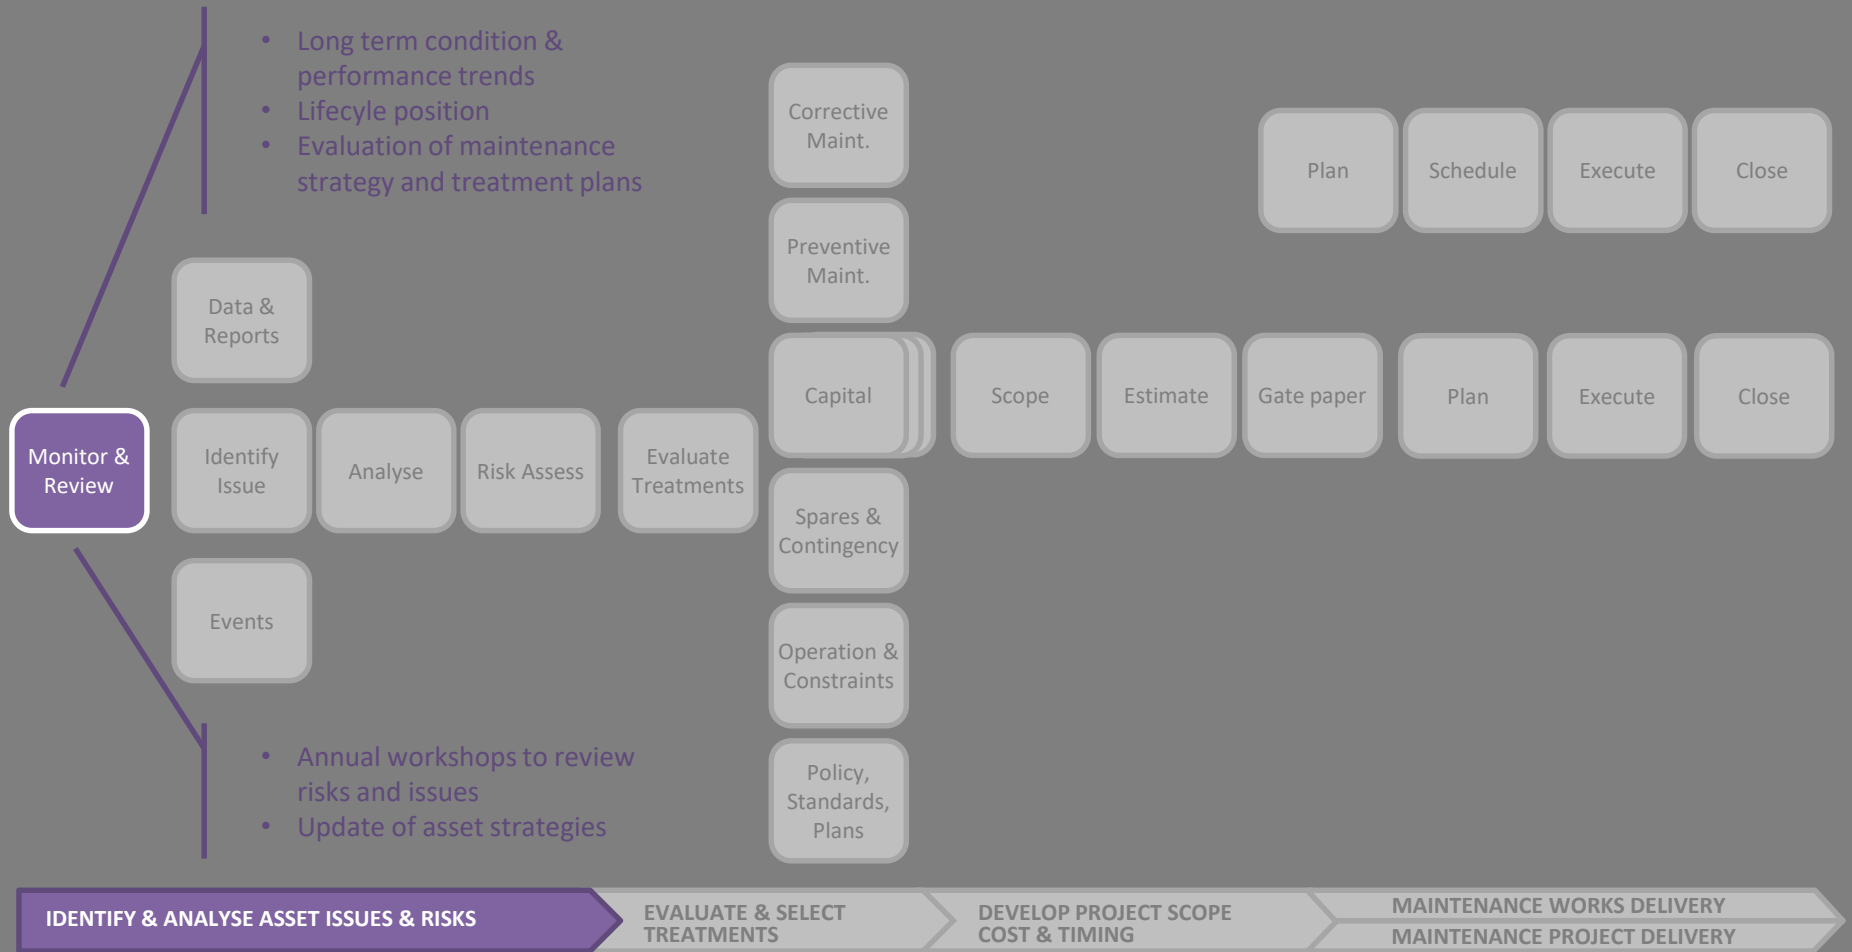 • Long term condition &
performance trends
• Lifecyle position
• Evaluation of maintenance
strategy and treatment plans
Corrective
Maint.
Plan
Schedule
Execute
Close
Preventive
Maint.
Data &
Reports
Capital
Scope
Estimate
Gate paper
Plan
Execute
Close
Monitor &
Review
Identify
Issue
Analyse
Risk Assess
Evaluate
Treatments
Spares &
Contingency
Events
Operation &
Constraints
• Annual workshops to review
risks and issues
• Update of asset strategies
Policy,
Standards,
Plans
IDENTIFY & ANALYSE ASSET ISSUES & RISKS
EVALUATE & SELECT
TREATMENTS
DEVELOP PROJECT SCOPE
COST & TIMING
MAINTENANCE WORKS DELIVERY
MAINTENANCE PROJECT DELIVERY